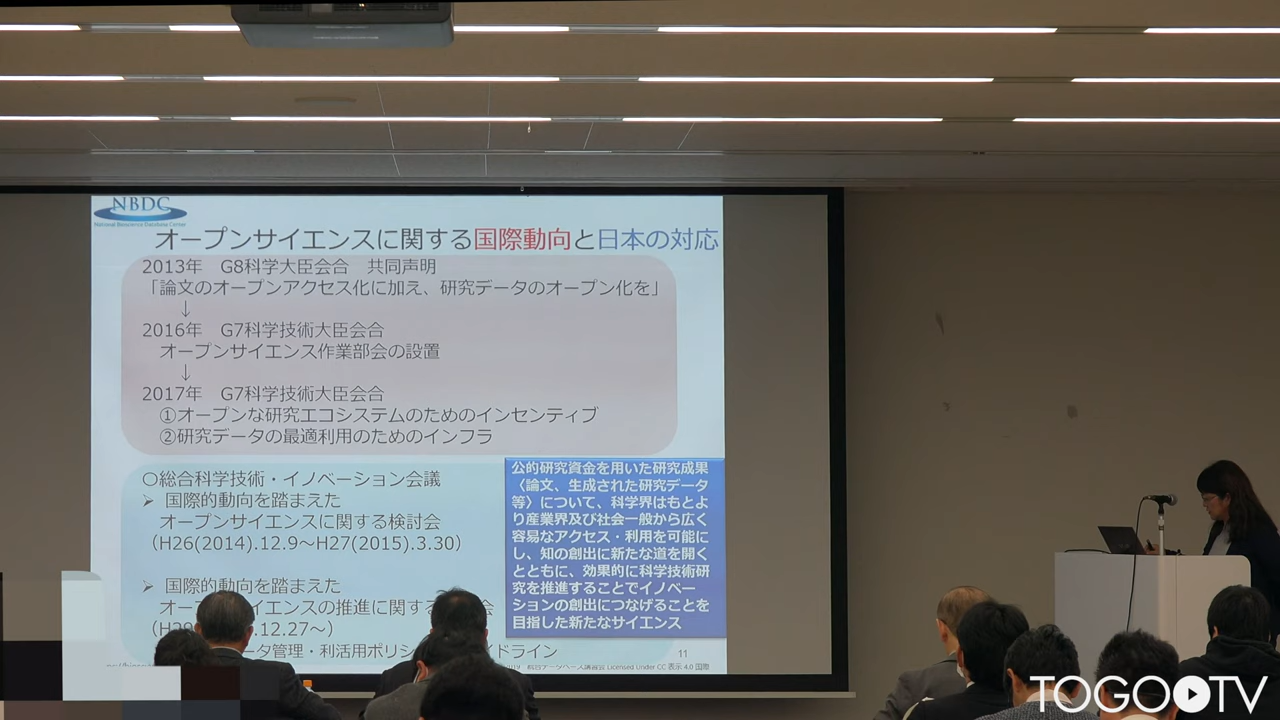 NBDC
National Bioscience Database Center
オープンサイエンスに関する国際動向と日本の対応
2013年 G8科学大臣会合 共同声明
「論文のオープンアクセス化に加え、研究データのオープン化を」
↓
2016年 G7科学技術大臣会合
オープンサイエンス作業部会の設置
↓
2017年 G7科学技術大臣会合
①オープンな研究エコシステムのためのインセンティブ
②研究データの最適利用のためのインフラ
○総合科学技術・イノベーション会議
➢ 国際的動向を踏まえた
オープンサイエンスに関する検討会
(H26(2014).12.9～H27(2015).3.30)
➢ 国際的動向を踏まえた
オー イエンスの推進に関する 会
.12.27～)
ータ管理・利活用ポリシ イドライン
公的研究資金を用いた研究成果
(論文、生成された研究データ
等)について、科学界はもとよ
り産業界及び社会一般から広く
容易なアクセス・利用を可能に
し、知の創出に新たな道を開く
とともに、効果的に科学技術研
究を推進することでイノベー
ションの創出につなげることを
目指した新たなサイエンス
11
統合データベース講習会 Licensed Under CC 表示 4.0 国際
TOGOTV